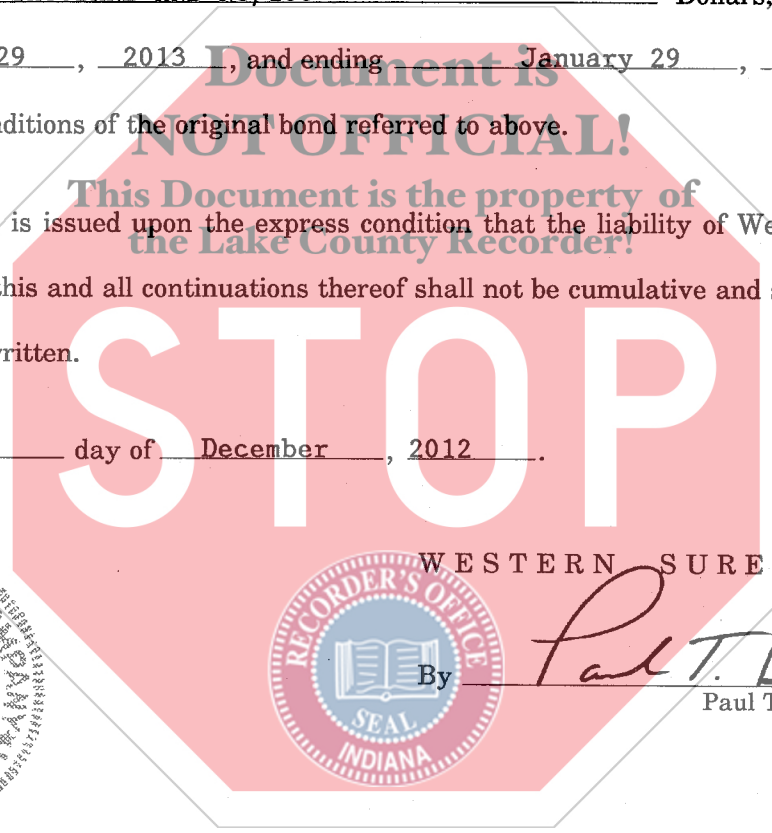 Dollars,
29 , 2013 , and ending January 29 ,
Document is
nditions of the original bond referred to above.
NOT OFFICIAL!
This Document is the property of
is issued upon the express condition that the liability of We
the Lake County Recorder!
this and all continuations thereof shall not be cumulative and
ritten.
STOP
day of December , 2012 .
WESTERN SURE
By Paul T.
Paul T
RECORDER'S OFFICE
SEAL
INDIANA